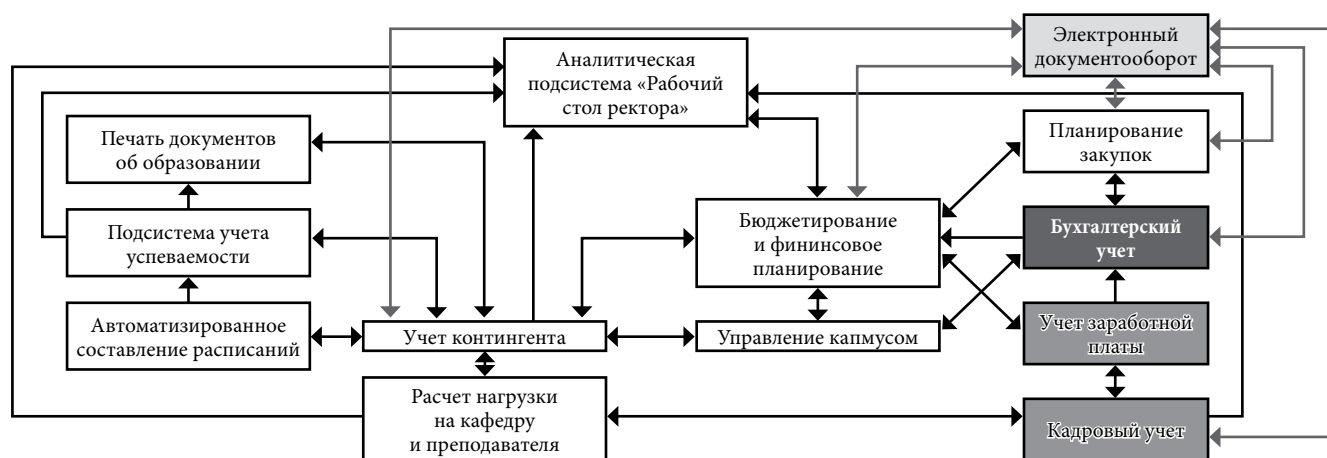 Электронный
документооборот
Аналитическая
подсистема «Рабочий
стол ректора»
Печать документов
об образовании
Планирование
закупок
Подсистема учета
успеваемости
Бюджетирование
и фининсовое
планирование
Бухгалтерский
учет
Автоматизированное
составление расписаний
Учет контингента
Управление капмусом
Учет заработной
платы
Расчет нагрузки
на кафедру
и преподавателя
Кадровый учет